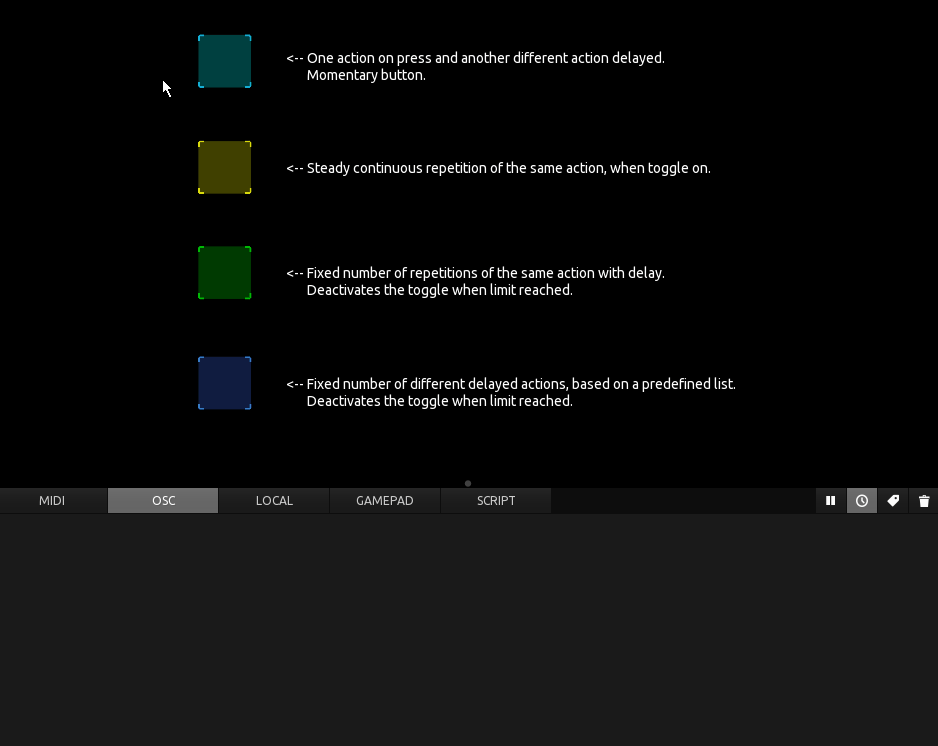 <-- One action on press and another different action delayed.
Momentary button.
<-- Steady continuous repetition of the same action, when toggle on.
<-- Fixed number of repetitions of the same action with delay.
Deactivates the toggle when limit reached.
<-- Fixed number of different delayed actions, based on a predefined list.
Deactivates the toggle when limit reached.
MIDI OSC LOCAL GAMEPAD SCRIPT